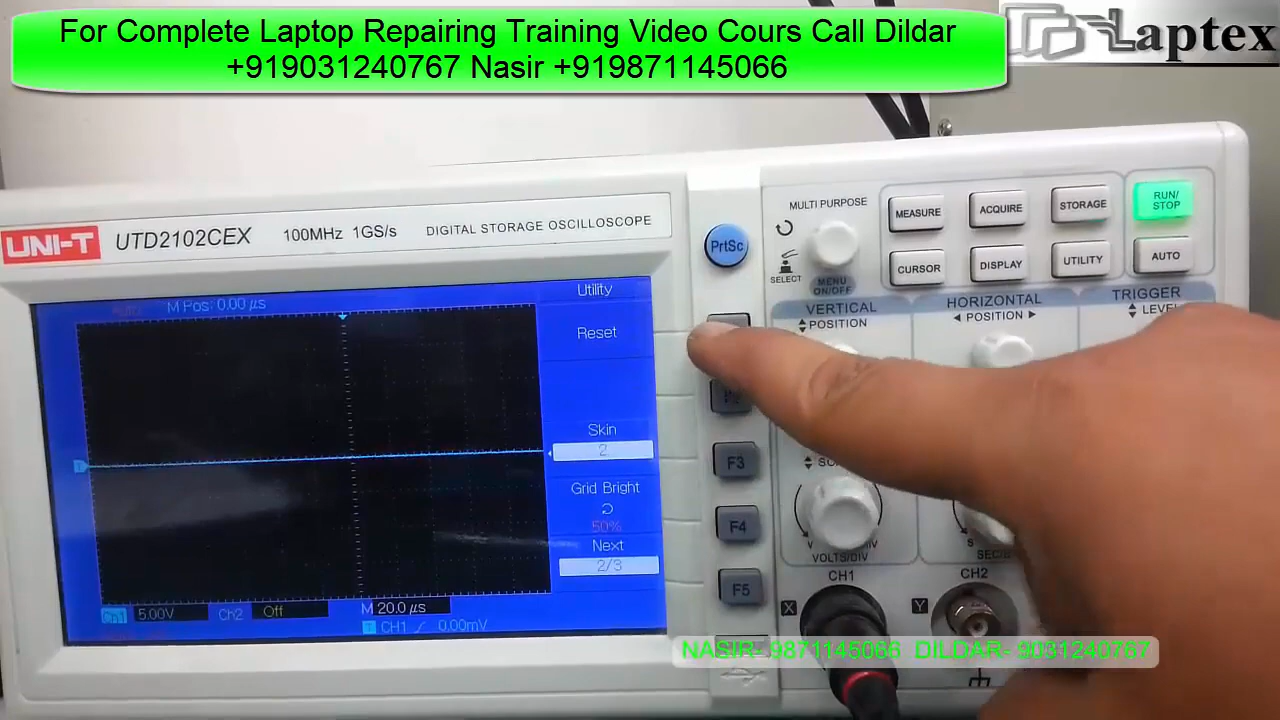 For Complete Laptop Repairing Training Video Cours Call Dildar
+919031240767 Nasir +919871145066
Laptex
UNI-T UTD2102CEX 100MHz 1GS/s DIGITAL STORAGE OSCILLOSCOPE
M Pos: 0.00 µs
Utility
Reset
Skin
2
Grid Bright
50%
Next
2/3
Ch1 5.00V Ch2 Off M 20.0 µs
CH1 0.00mV
PrtSc
F3
F4
F5
MULTI PURPOSE
SELECT
MENU
ON/OFF
MEASURE ACQUIRE STORAGE RUN/
STOP
CURSOR DISPLAY UTILITY AUTO
VERTICAL HORIZONTAL TRIGGER
POSITION POSITION
VOLTS/DIV
CH1 CH2
X Y
NASIR- 9871145066 DILDAR- 9031240767